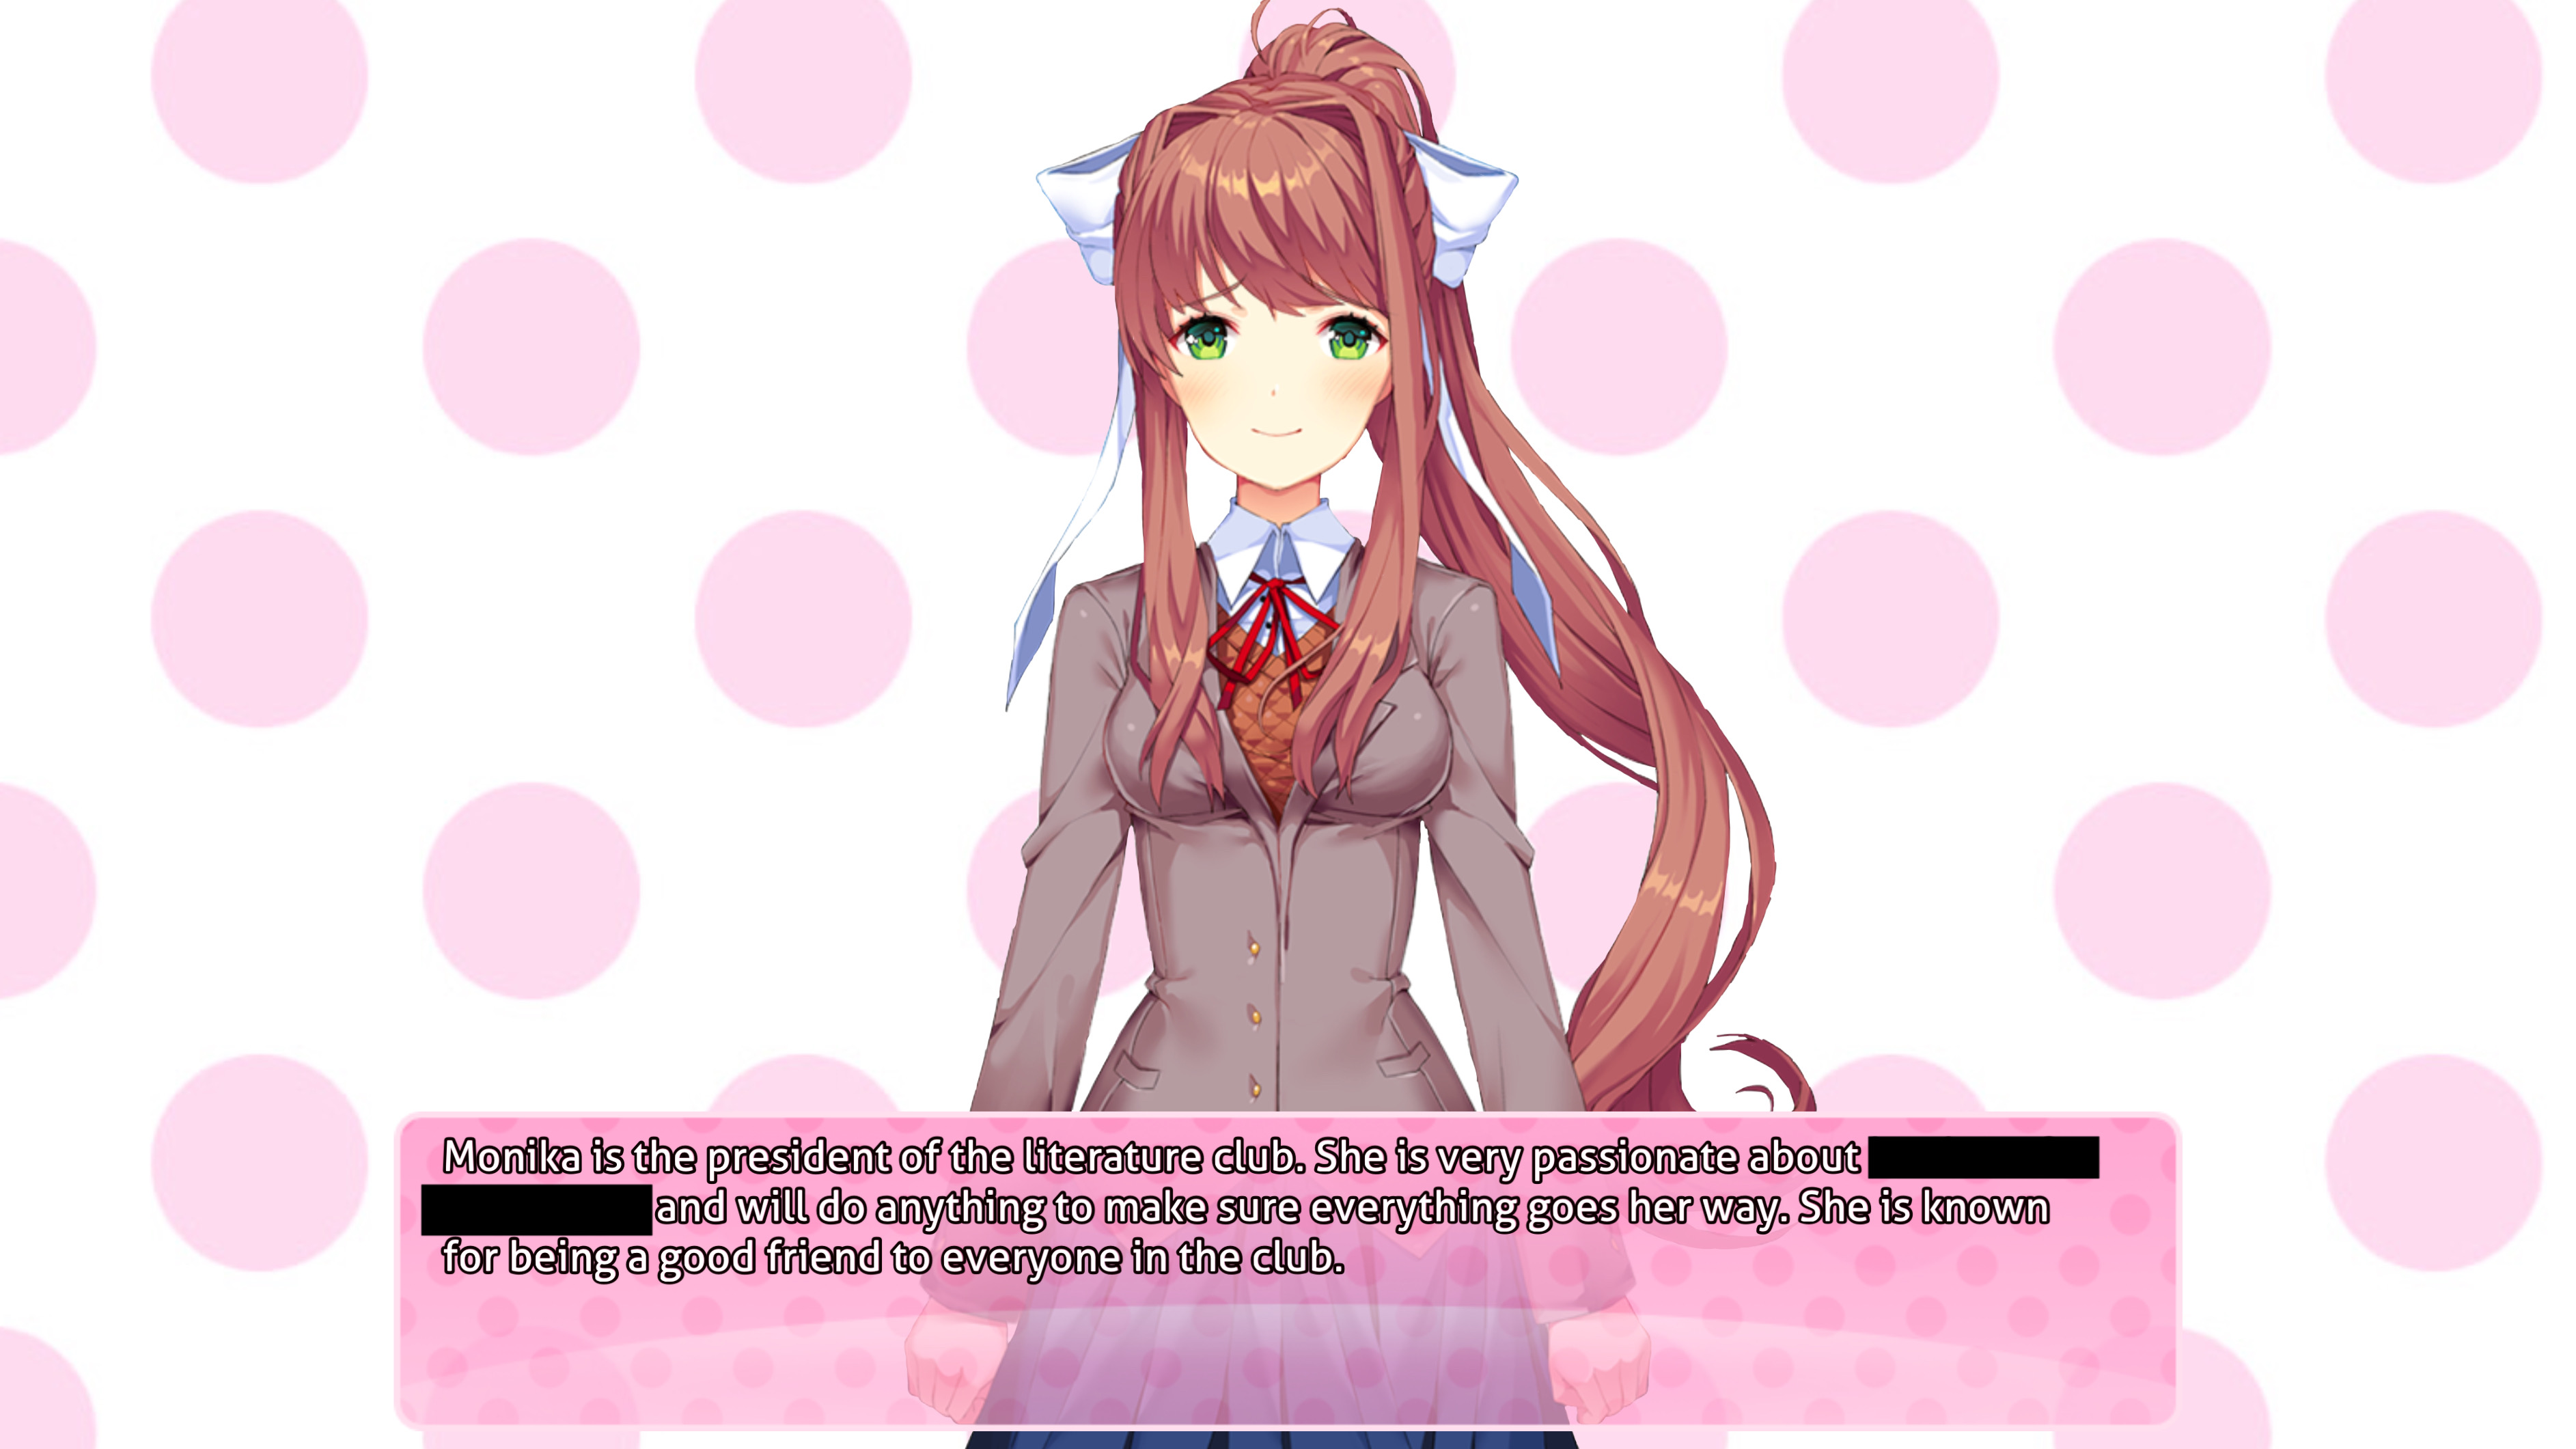 Monika is the president of the literature club. She is very passionate about
and will do anything to make sure everything goes her way. She is known
for being a good friend to everyone in the club.